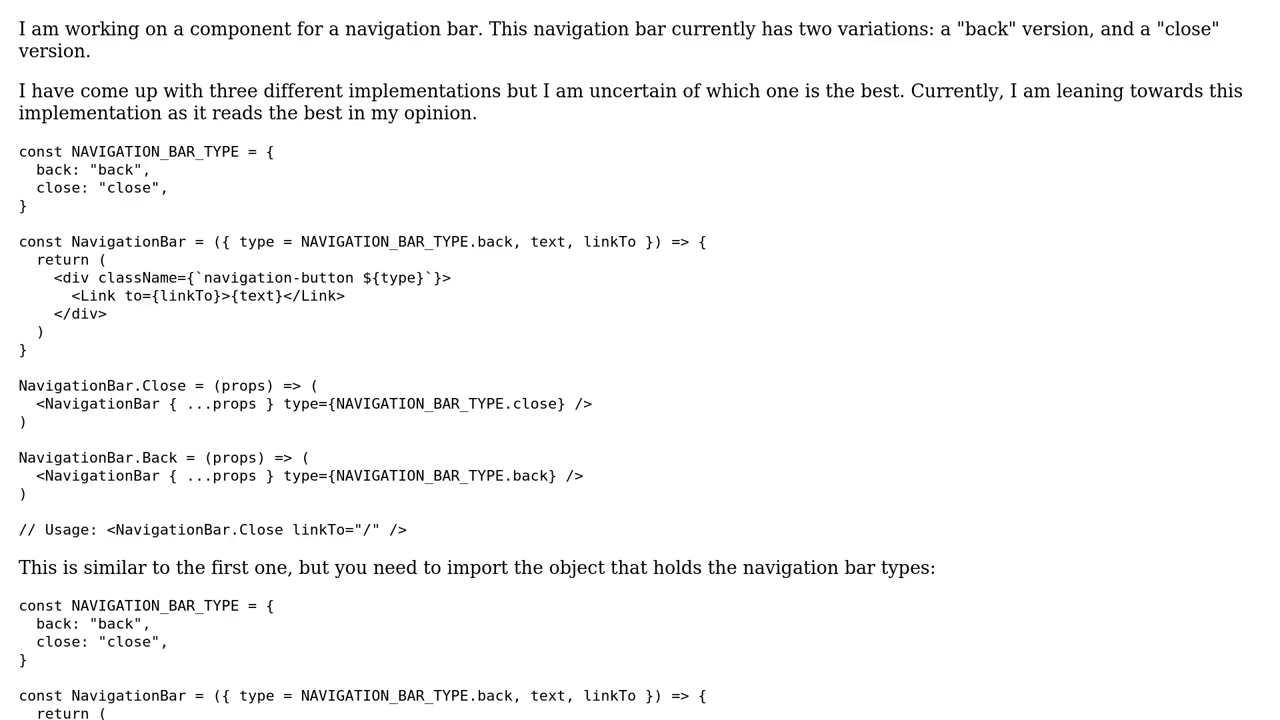 I am working on a component for a navigation bar. This navigation bar currently has two variations: a "back" version, and a "close"
version.
I have come up with three different implementations but I am uncertain of which one is the best. Currently, I am leaning towards this
implementation as it reads the best in my opinion.
const NAVIGATION_BAR_TYPE = {
  back: "back",
  close: "close",
}
const NavigationBar = ({ type = NAVIGATION_BAR_TYPE.back, text, linkTo }) => {
  return (
    <div className={`navigation-button ${type}`}>
      <Link to={linkTo}>{text}</Link>
    </div>
  )
}
NavigationBar.Close = (props) => (
  <NavigationBar { ...props } type={NAVIGATION_BAR_TYPE.close} />
)
NavigationBar.Back = (props) => (
  <NavigationBar { ...props } type={NAVIGATION_BAR_TYPE.back} />
)
// Usage: <NavigationBar.Close linkTo="/" />
This is similar to the first one, but you need to import the object that holds the navigation bar types:
const NAVIGATION_BAR_TYPE = {
  back: "back",
  close: "close",
}
const NavigationBar = ({ type = NAVIGATION_BAR_TYPE.back, text, linkTo }) => {
  return (